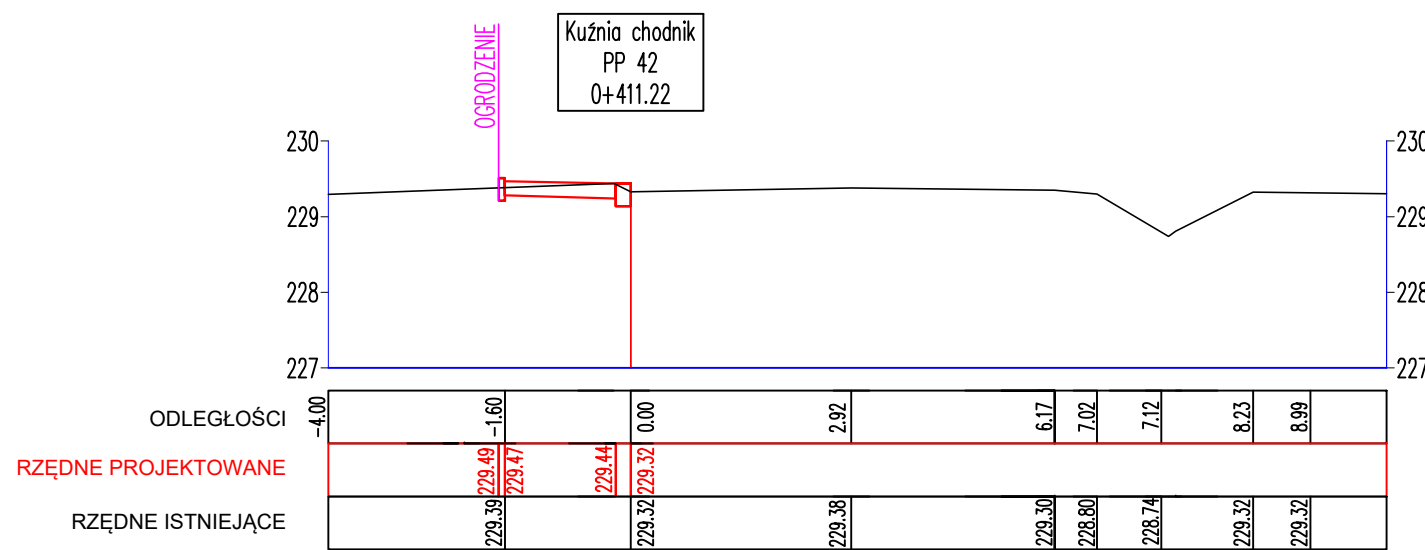 OGRODZENIE
Kuźnia chodnik
PP 42
0+411.22
230 230
229 229
228 228
227 227
ODLEGŁOŚCI -4.00 -1.60 0.00 2.92 6.17 7.02 7.12 8.23 8.99
RZĘDNE PROJEKTOWANE 229.49 229.47 229.44 229.32
RZĘDNE ISTNIEJĄCE 229.39 229.32 229.38 229.30 228.80 228.74 229.32 229.32